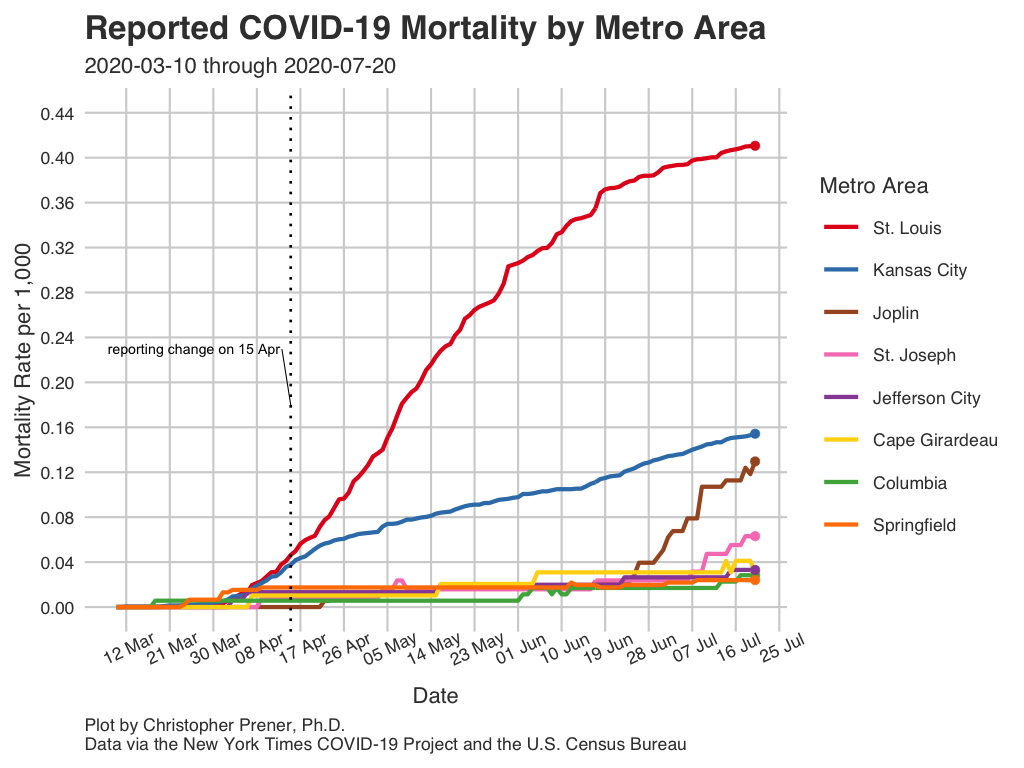 Reported COVID-19 Mortality by Metro Area
2020-03-10 through 2020-07-20
Mortality Rate per 1,000
0.44
0.40
0.36
0.32
0.28
0.24
0.20
0.16
0.12
0.08
0.04
0.00
reporting change on 15 Apr
12 Mar
21 Mar
30 Mar
08 Apr
17 Apr
26 Apr
05 May
14 May
23 May
01 Jun
10 Jun
19 Jun
28 Jun
07 Jul
16 Jul
25 Jul
Date
Metro Area
St. Louis
Kansas City
Joplin
St. Joseph
Jefferson City
Cape Girardeau
Columbia
Springfield
Plot by Christopher Prener, Ph.D.
Data via the New York Times COVID-19 Project and the U.S. Census Bureau